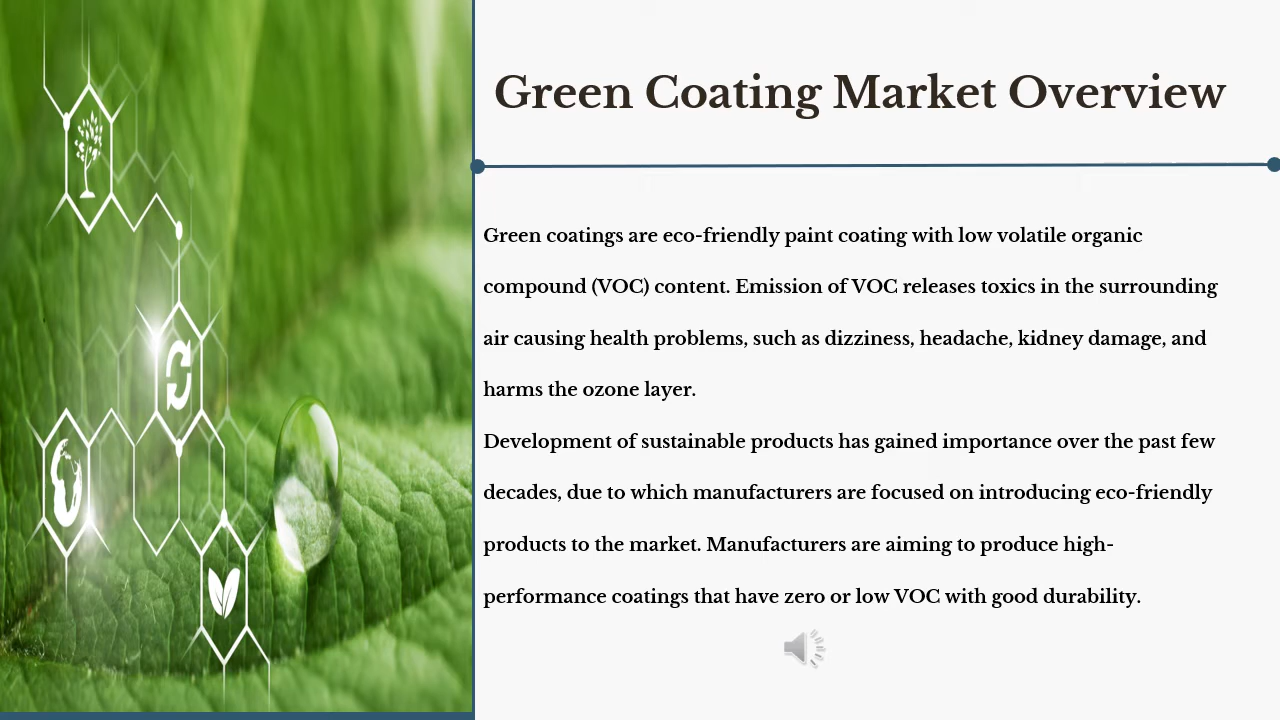 Green Coating Market Overview
Green coatings are eco-friendly paint coating with low volatile organic
compound (VOC) content. Emission of VOC releases toxics in the surrounding
air causing health problems, such as dizziness, headache, kidney damage, and
harms the ozone layer.
Development of sustainable products has gained importance over the past few
decades, due to which manufacturers are focused on introducing eco-friendly
products to the market. Manufacturers are aiming to produce high-
performance coatings that have zero or low VOC with good durability.